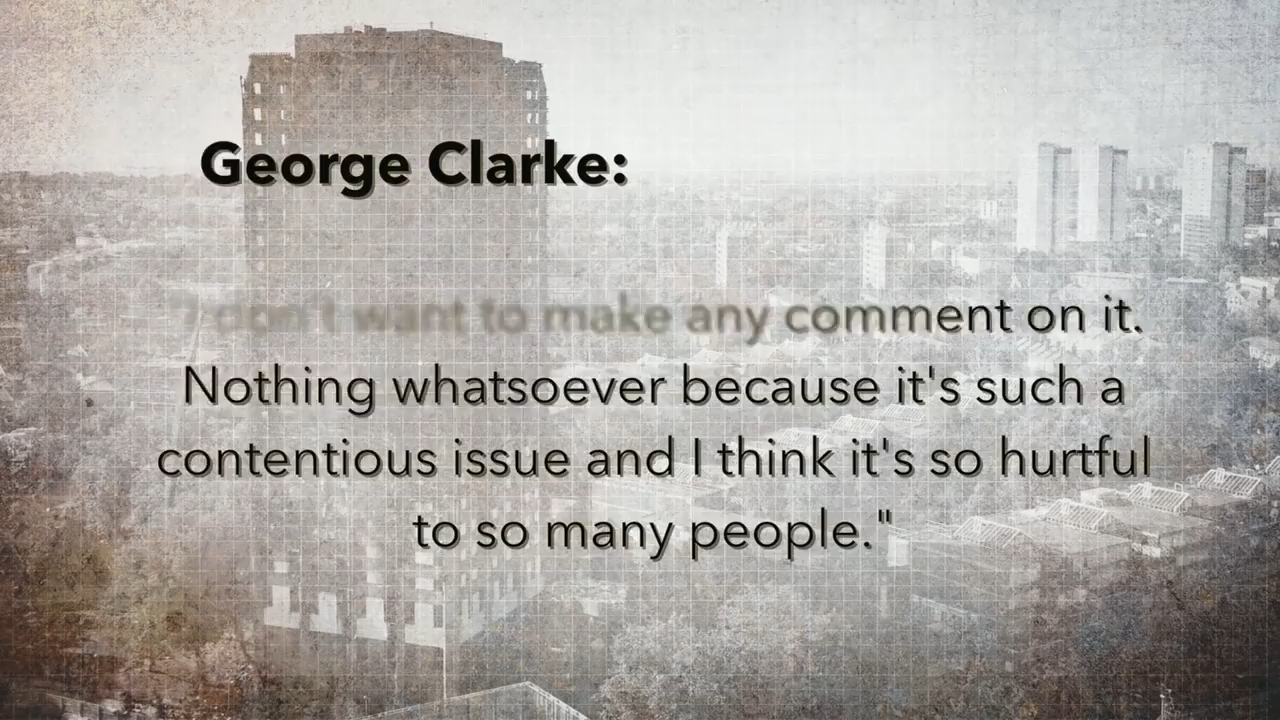 George Clarke:
"I don't want to make any comment on it.
Nothing whatsoever because it's such a
contentious issue and I think it's so hurtful
to so many people."